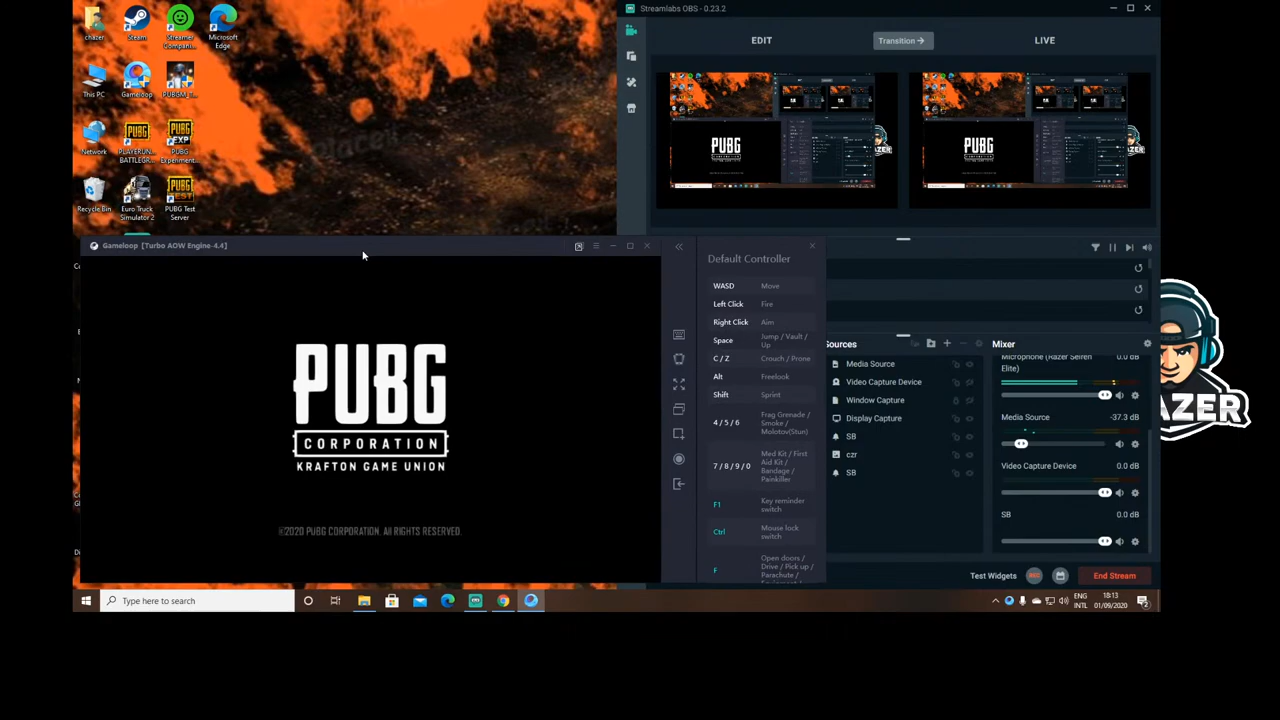 chazer
Steam
Streamer
Compani...
Microsoft
Edge
This PC
Gameloop
PUBGM_T...
Network
PLAYERUN...
BATTLEGR...
PUBG
Experiment...
Recycle Bin
Euro Truck
Simulator 2
PUBG Test
Server
Streamlabs OBS - 0.23.2
EDIT
Transition
LIVE
Gameloop [Turbo AOW Engine-4.4]
PUBG
CORPORATION
KRAFTON GAME UNION
©2020 PUBG CORPORATION. All RIGHTS RESERVED.
Default Controller
WASD Move
Left Click Fire
Right Click Aim
Space Jump / Vault /
Up
C / Z Crouch / Prone
Alt Freelook
Shift Sprint
4 / 5 / 6 Frag Grenade /
Smoke /
Molotov(Stun)
7 / 8 / 9 / 0 Med Kit / First
Aid Kit /
Bandage /
Painkiller
F1 Key reminder
switch
Ctrl Mouse lock
switch
F Open doors /
Drive / Pick up /
Parachute /
Sources
Media Source
Video Capture Device
Window Capture
Display Capture
SB
czr
SB
Mixer
Microphone (Razer Seiren 0.0 dB
Elite)
Media Source -37.3 dB
Video Capture Device 0.0 dB
SB 0.0 dB
Test Widgets
REC
End Stream
AZER
Type here to search
ENG
INTL
18:13
01/09/2020
2